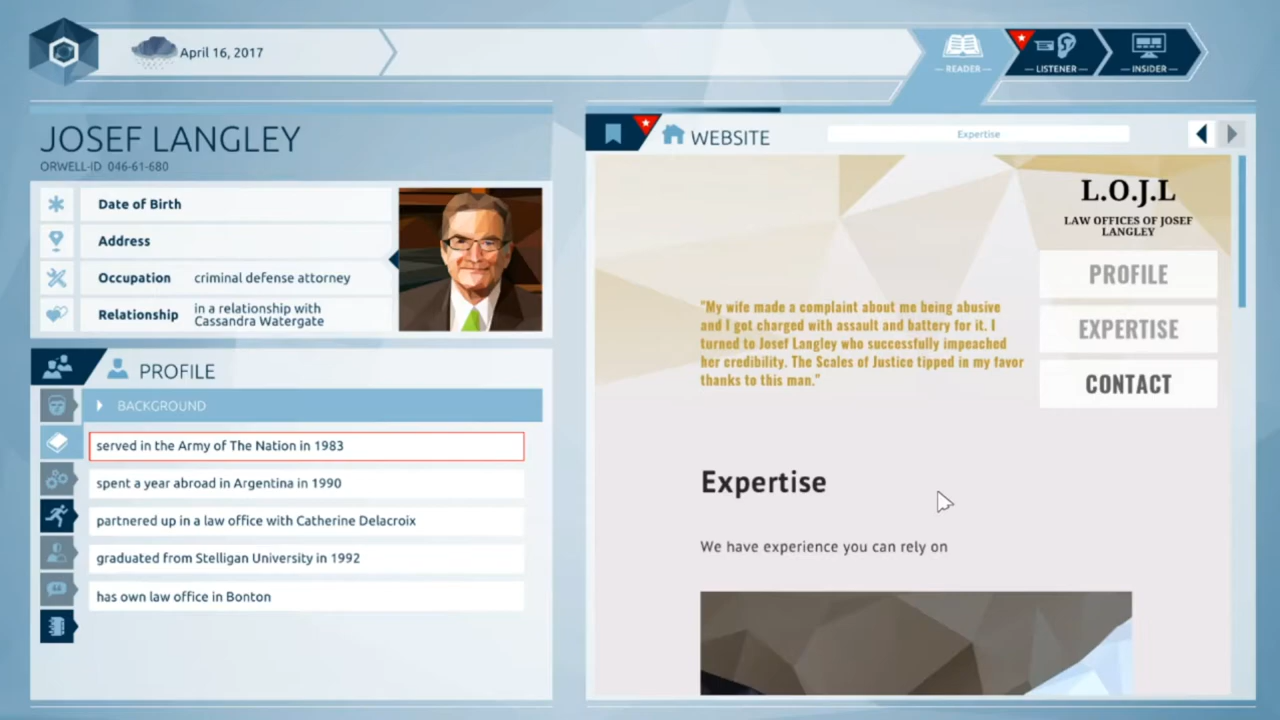 April 16, 2017
READER
LISTENER
INSIDER
JOSEF LANGLEY
ORWELL-ID 046-61-680
Date of Birth
Address
Occupation criminal defense attorney
Relationship in a relationship with
Cassandra Watergate
PROFILE
BACKGROUND
served in the Army of The Nation in 1983
spent a year abroad in Argentina in 1990
partnered up in a law office with Catherine Delacroix
graduated from Stelligan University in 1992
has own law office in Bonton
WEBSITE
Expertise
L.O.J.L
LAW OFFICES OF JOSEF
LANGLEY
PROFILE
EXPERTISE
CONTACT
"My wife made a complaint about me being abusive
and I got charged with assault and battery for it. I
turned to Josef Langley who successfully impeached
her credibility. The Scales of Justice tipped in my favor
thanks to this man."
Expertise
We have experience you can rely on